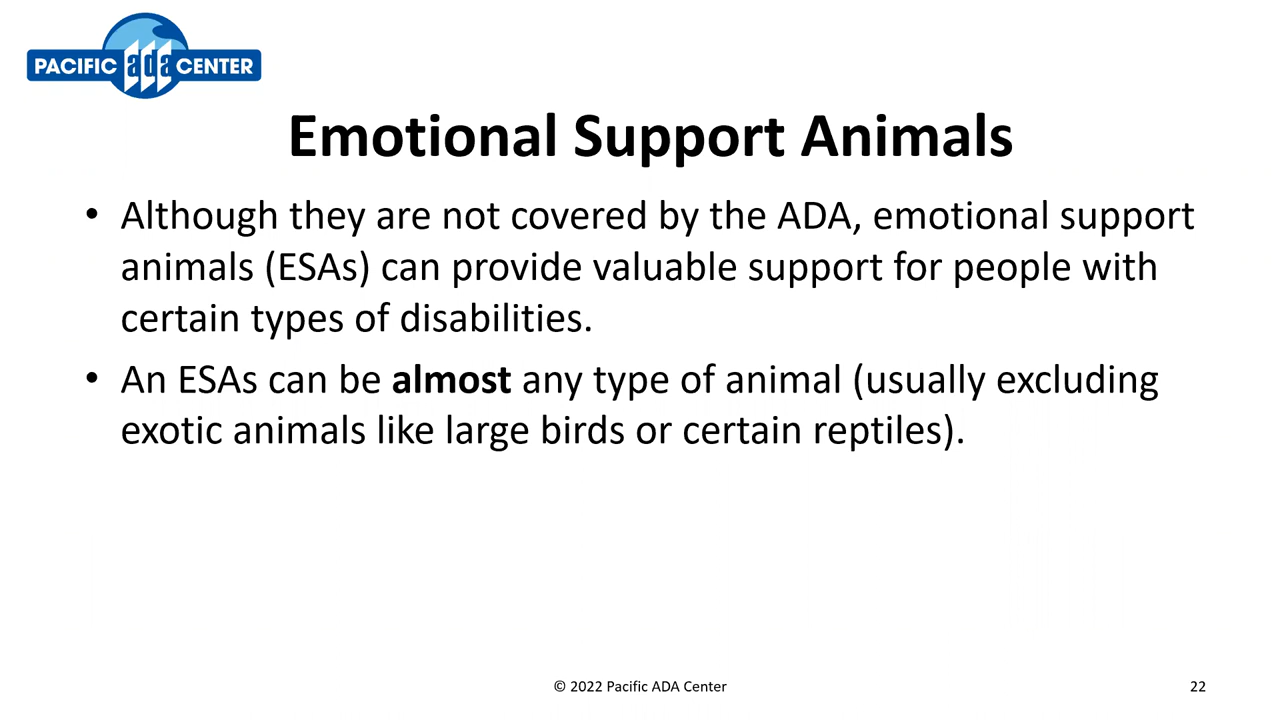 PACIFIC ada CENTER
Emotional Support Animals
• Although they are not covered by the ADA, emotional support
animals (ESAs) can provide valuable support for people with
certain types of disabilities.
• An ESAs can be almost any type of animal (usually excluding
exotic animals like large birds or certain reptiles).
© 2022 Pacific ADA Center
22